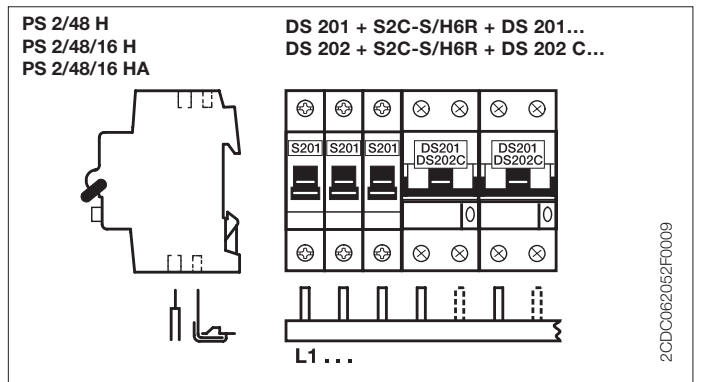 PS 2/48 H
PS 2/48/16 H
PS 2/48/16 HA
DS 201 + S2C-S/H6R + DS 201...
DS 202 + S2C-S/H6R + DS 202 C...
S201 S201 S201 DS201 DS201
DS202C DS202C
L1 . . .
2CDC062052F0009